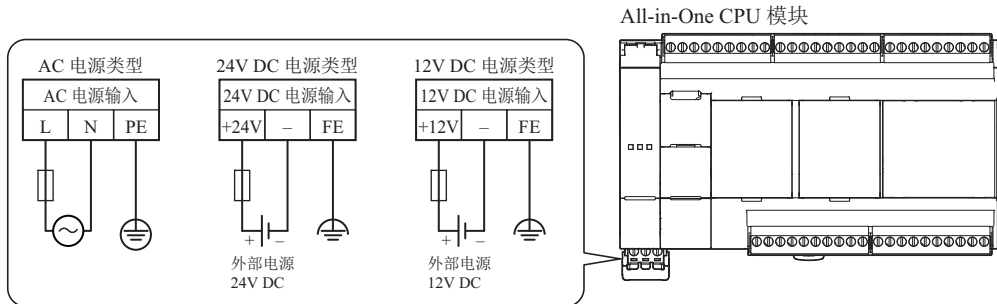 All-in-One CPU 模块
AC 电源类型
AC 电源输入
L N PE
24V DC 电源类型
24V DC 电源输入
+24V – FE
+ –
外部电源
24V DC
12V DC 电源类型
12V DC 电源输入
+12V – FE
+ –
外部电源
12V DC